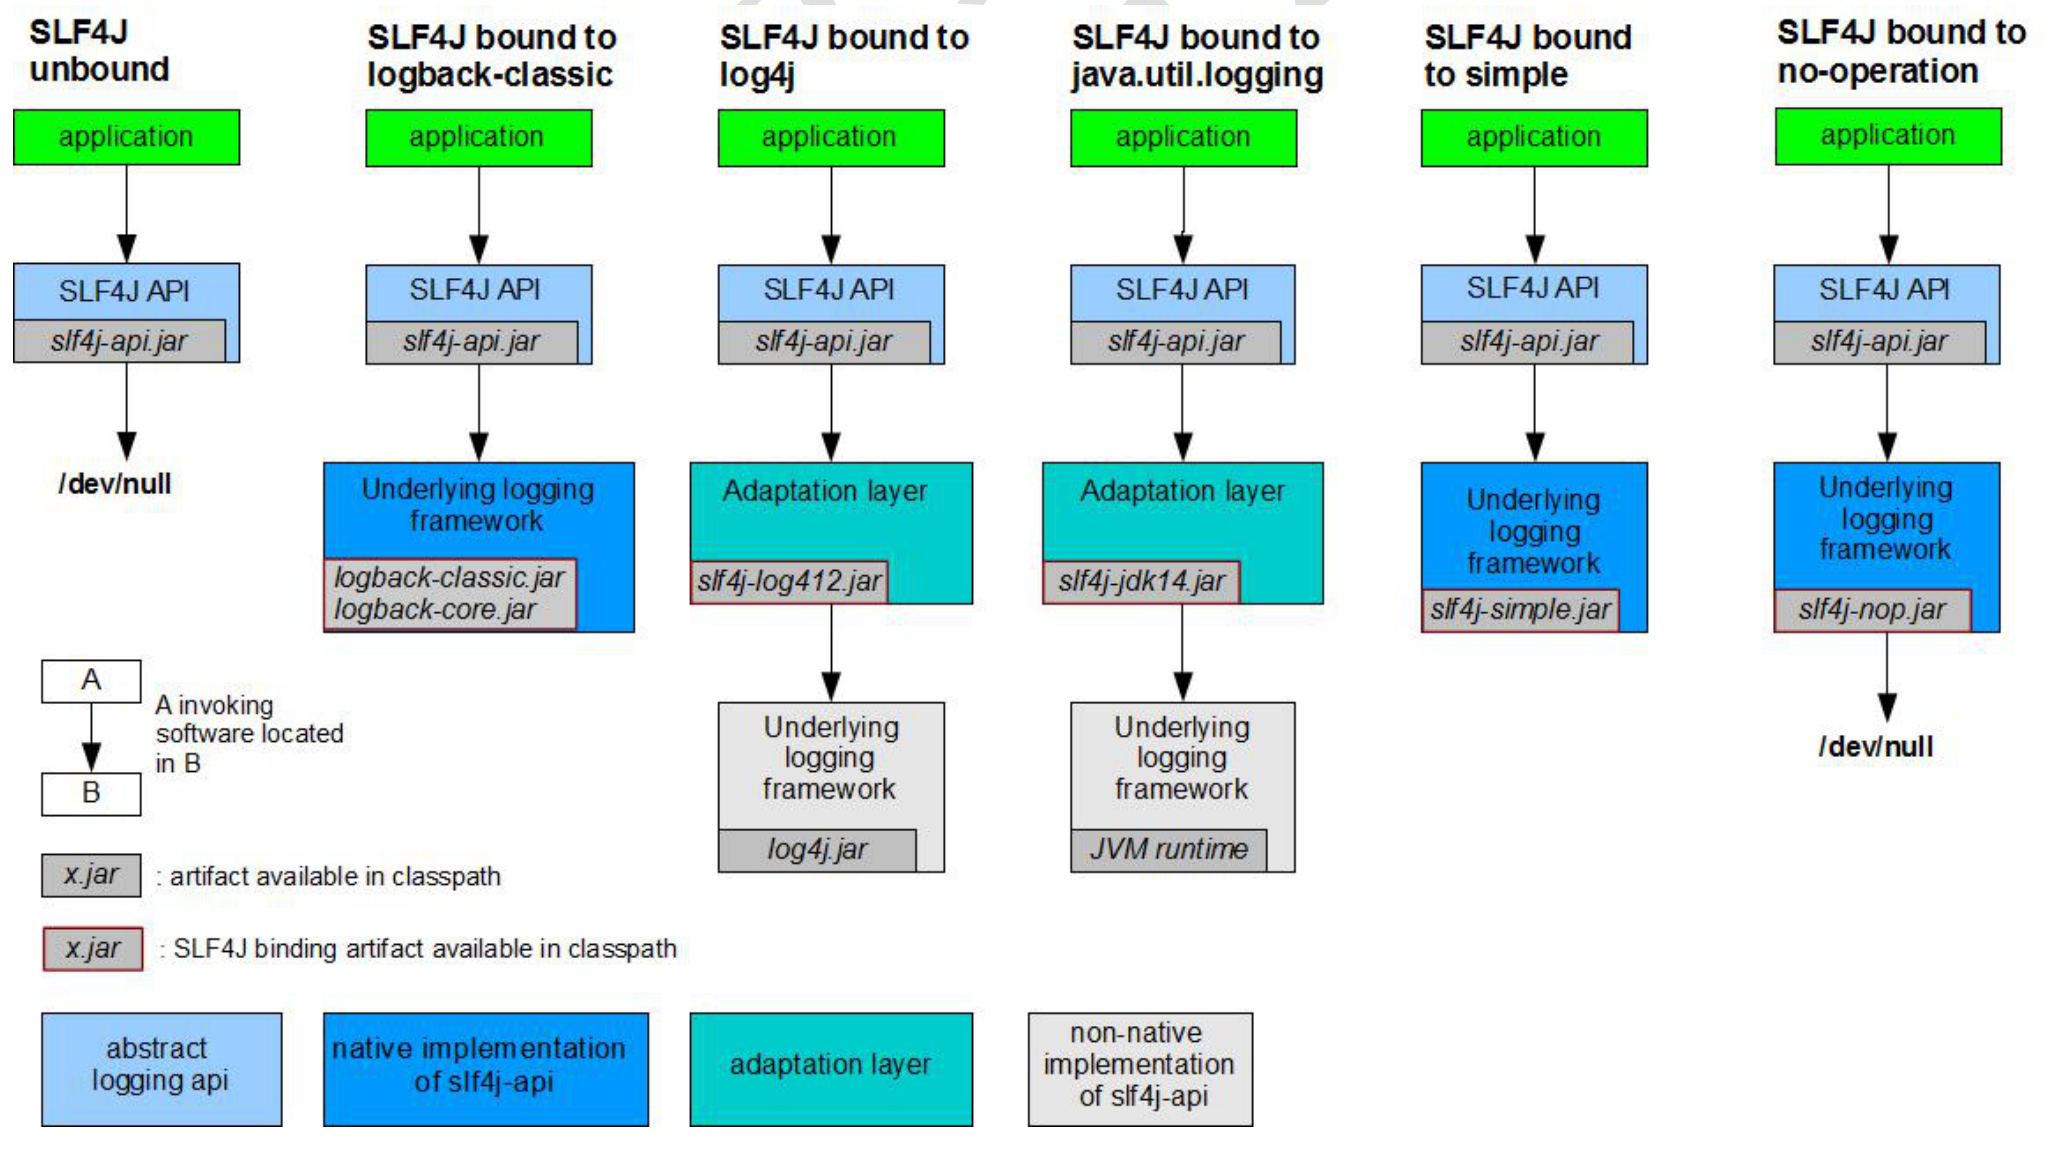 SLF4J
unbound
SLF4J bound to
logback-classic
SLF4J bound to
log4j
SLF4J bound to
java.util.logging
SLF4J bound
to simple
SLF4J bound to
no-operation
application
application
application
application
application
application
SLF4J API
slf4j-api.jar
SLF4J API
slf4j-api.jar
SLF4J API
slf4j-api.jar
SLF4J API
slf4j-api.jar
SLF4J API
slf4j-api.jar
SLF4J API
slf4j-api.jar
/dev/null
Underlying logging
framework
logback-classic.jar
logback-core.jar
Adaptation layer
slf4j-log412.jar
Adaptation layer
slf4j-jdk14.jar
Underlying
logging
framework
slf4j-simple.jar
Underlying
logging
framework
slf4j-nop.jar
Underlying
logging
framework
log4j.jar
Underlying
logging
framework
JVM runtime
/dev/null
A
A invoking
software located
in B
B
x.jar
: artifact available in classpath
x.jar
: SLF4J binding artifact available in classpath
abstract
logging api
native implementation
of slf4j-api
adaptation layer
non-native
implementation
of slf4j-api